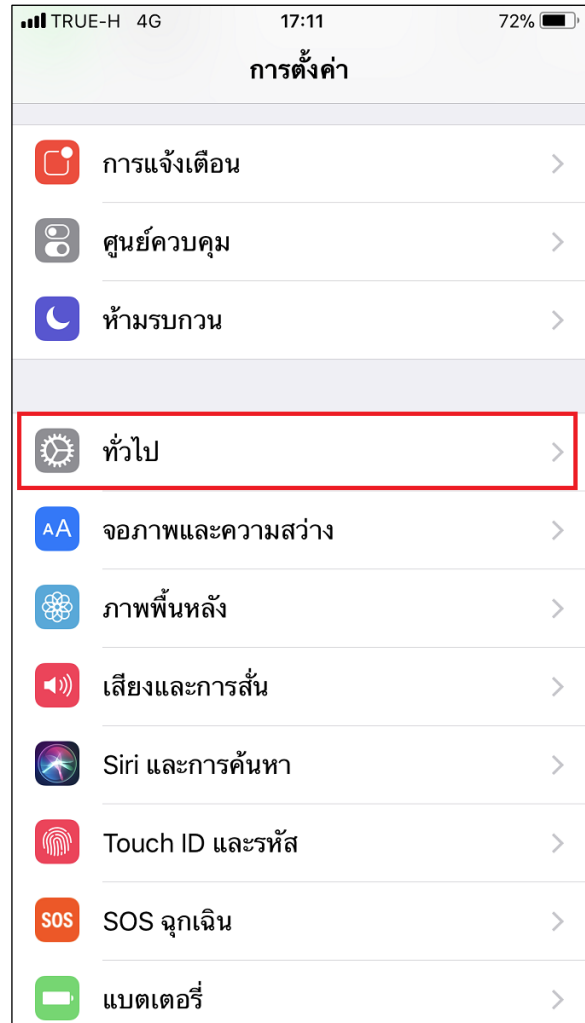 TRUE-H 4G 17:11 72%
การตั้งค่า
การแจ้งเตือน
ศูนย์ควบคุม
ห้ามรบกวน
ทั่วไป
AA จอภาพและความสว่าง
ภาพพื้นหลัง
เสียงและการสั่น
Siri และการค้นหา
Touch ID และรหัส
SOS SOS ฉุกเฉิน
แบตเตอรี่